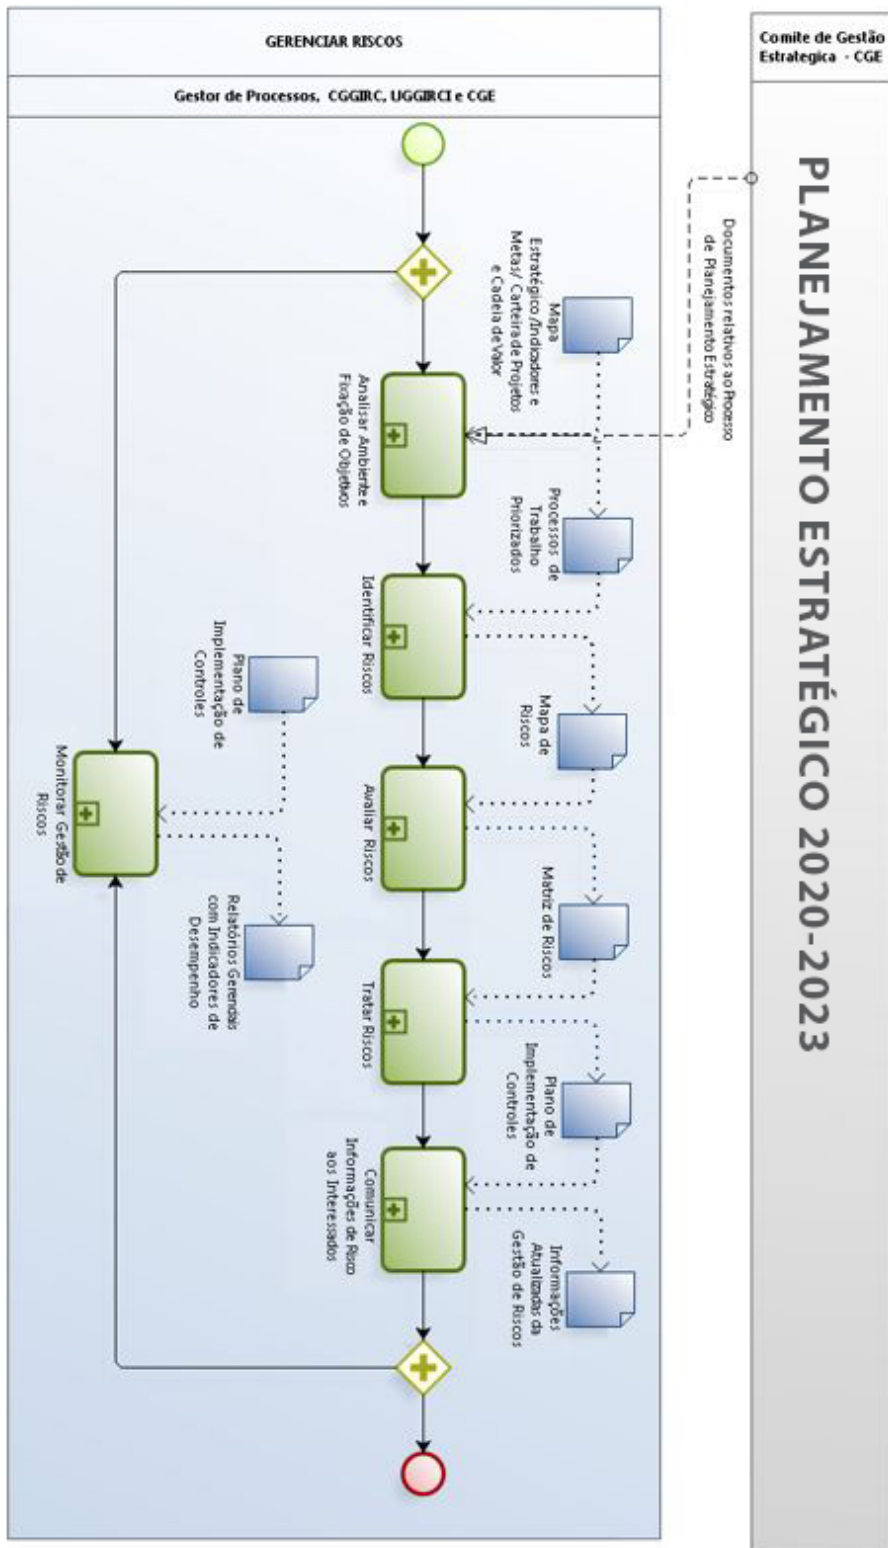 Comite de Gestão
Estrategica - CGE
PLANEJAMENTO ESTRATÉGICO 2020-2023
Documentos relativos ao Processo
de Planejamento Estratégico
GERENCIAR RISCOS
Gestor de Processos, CGGIRC, UGGIRCI e CGE
Mapa
Estratégico /Indicadores e
Metas/ Carteira de Projetos
e Cadeia de Valor
Processos de
Trabalho
Priorizados
Mapa de
Riscos
Matriz de Riscos
Plano de
Implementação de
Controles
Informações
Atualizadas da
Gestão de Riscos
Analisar Ambiente e
Fixação de Objetivos
Identificar Riscos
Avaliar Riscos
Tratar Riscos
Comunicar
Informações de Risco
aos Interessados
Plano de
Implementação de
Controles
Relatórios Gerenciais
com Indicadores de
Desempenho
Monitorar Gestão de
Riscos